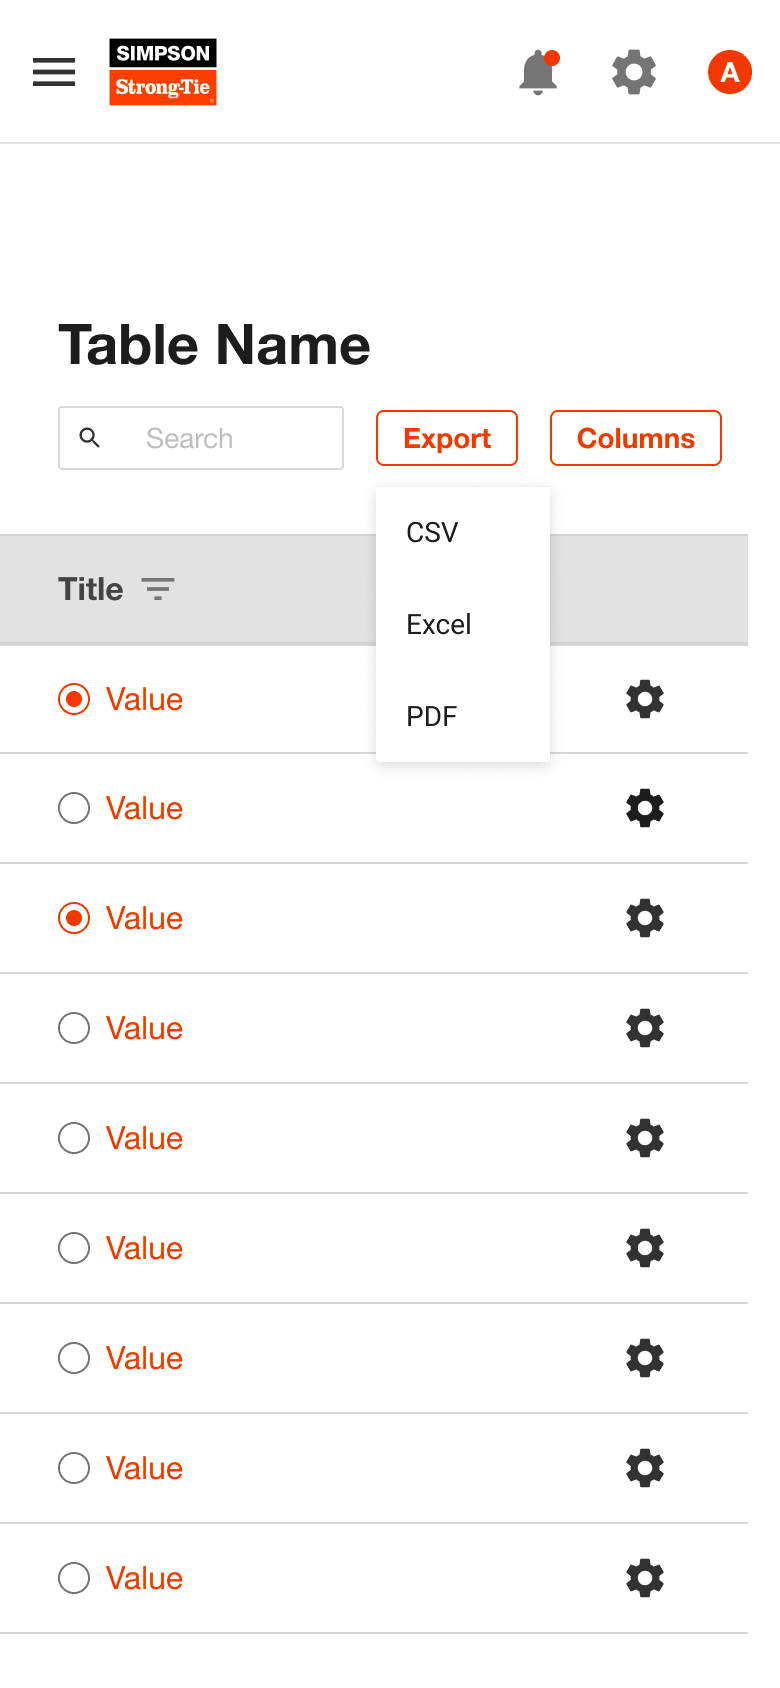 SIMPSON
Strong-Tie
A
Table Name
Search
Export
Columns
CSV
Excel
PDF
Title
Value
Value
Value
Value
Value
Value
Value
Value
Value